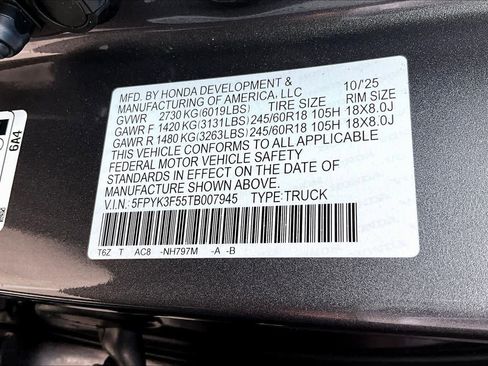 MFD. BY HONDA DEVELOPMENT & 10/'25
MANUFACTURING OF AMERICA, LLC
GVWR 2730 KG(6019LBS) TIRE SIZE RIM SIZE
GAWR F 1420 KG(3131LBS) 245/60R18 105H 18X8.0J
GAWR R 1480 KG(3263LBS) 245/60R18 105H 18X8.0J
THIS VEHICLE CONFORMS TO ALL APPLICABLE
FEDERAL MOTOR VEHICLE SAFETY
STANDARDS IN EFFECT ON THE DATE OF
MANUFACTURE SHOWN ABOVE.
V.I.N.: 5FPYK3F55TB007945 TYPE: TRUCK
T6Z T AC8 -NH797M -A -B
6A4